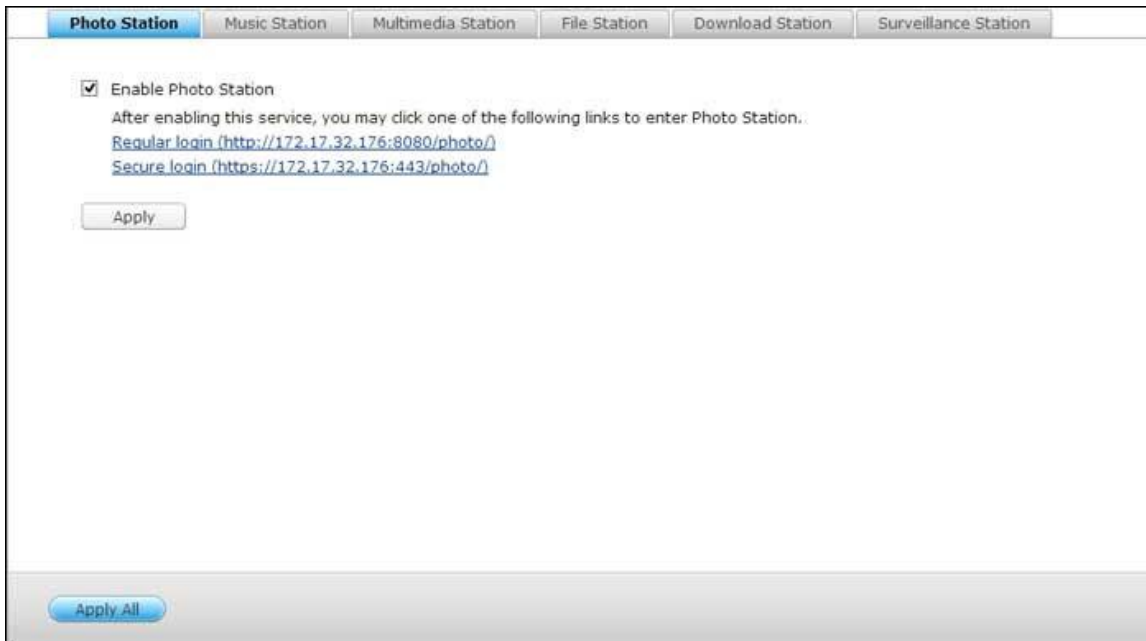 Photo Station Music Station Multimedia Station File Station Download Station Surveillance Station
Enable Photo Station
After enabling this service, you may click one of the following links to enter Photo Station.
Regular login (http://172.17.32.176:8080/photo/)
Secure login (https://172.17.32.176:443/photo/)
Apply
Apply All